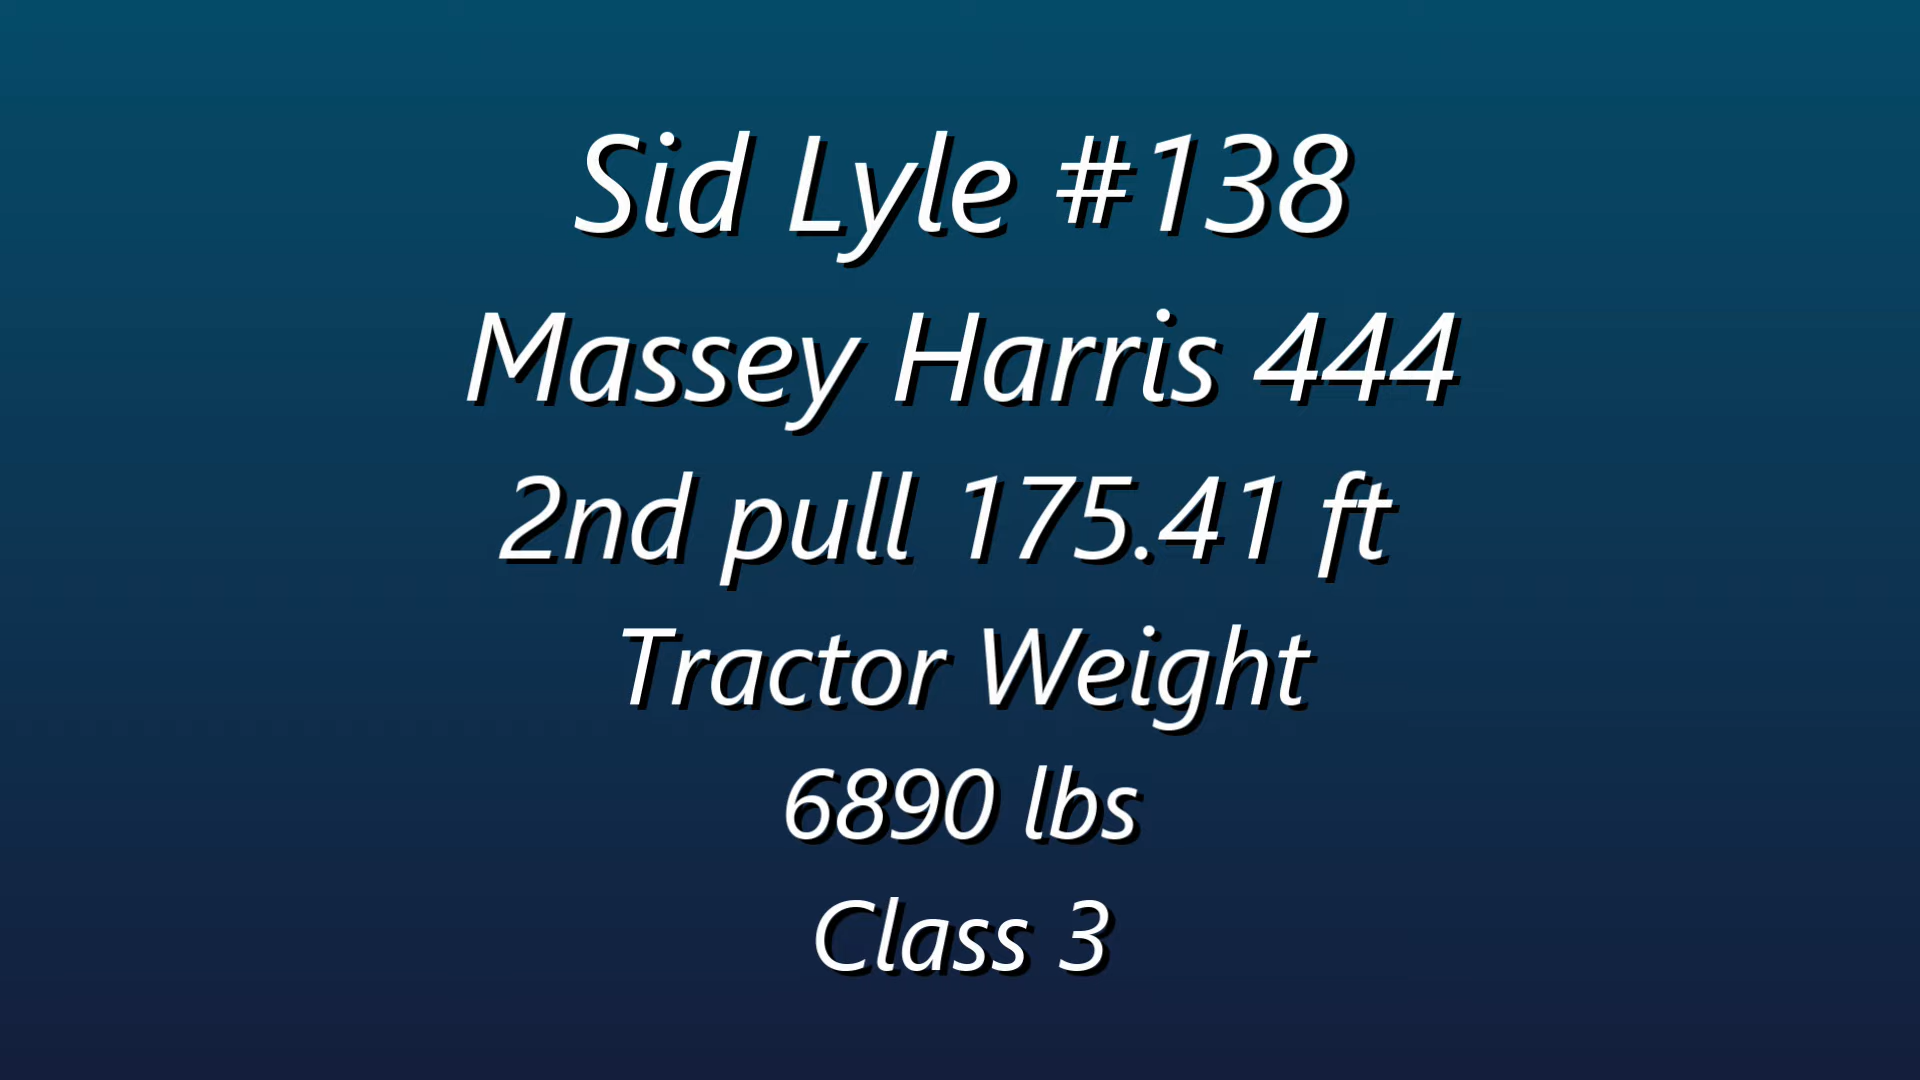 Sid Lyle #138
Massey Harris 444
2nd pull 175.41 ft
Tractor Weight
6890 lbs
Class 3